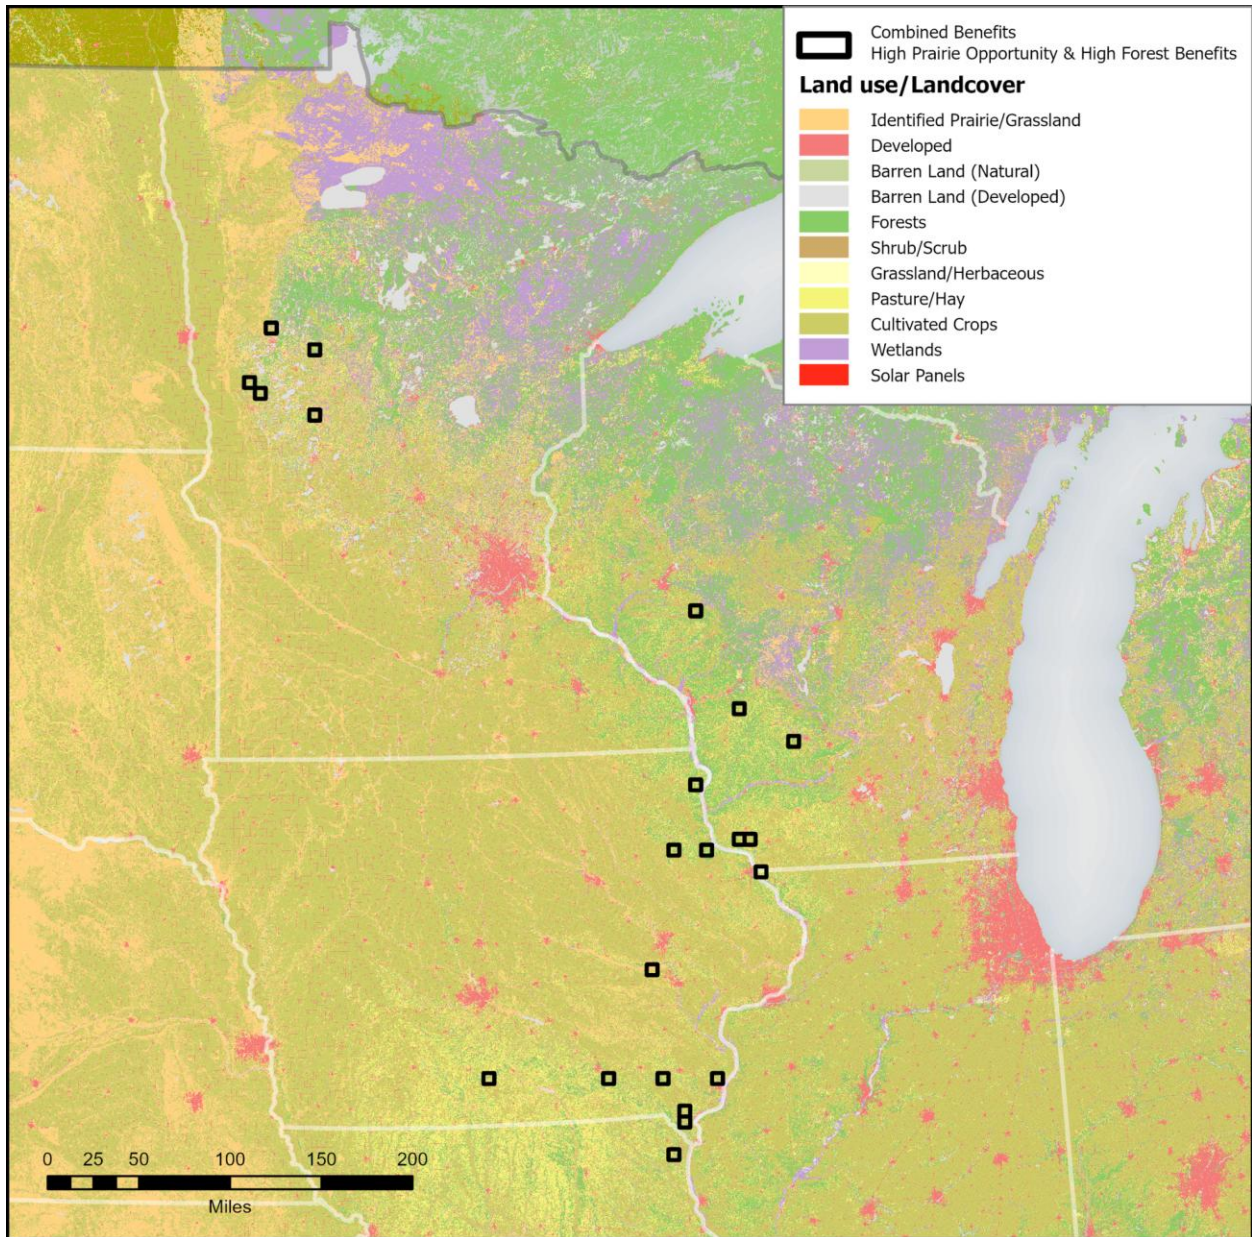 Combined Benefits
High Prairie Opportunity & High Forest Benefits
Land use/Landcover
Identified Prairie/Grassland
Developed
Barren Land (Natural)
Barren Land (Developed)
Forests
Shrub/Scrub
Grassland/Herbaceous
Pasture/Hay
Cultivated Crops
Wetlands
Solar Panels
0 25 50 100 150 200
Miles